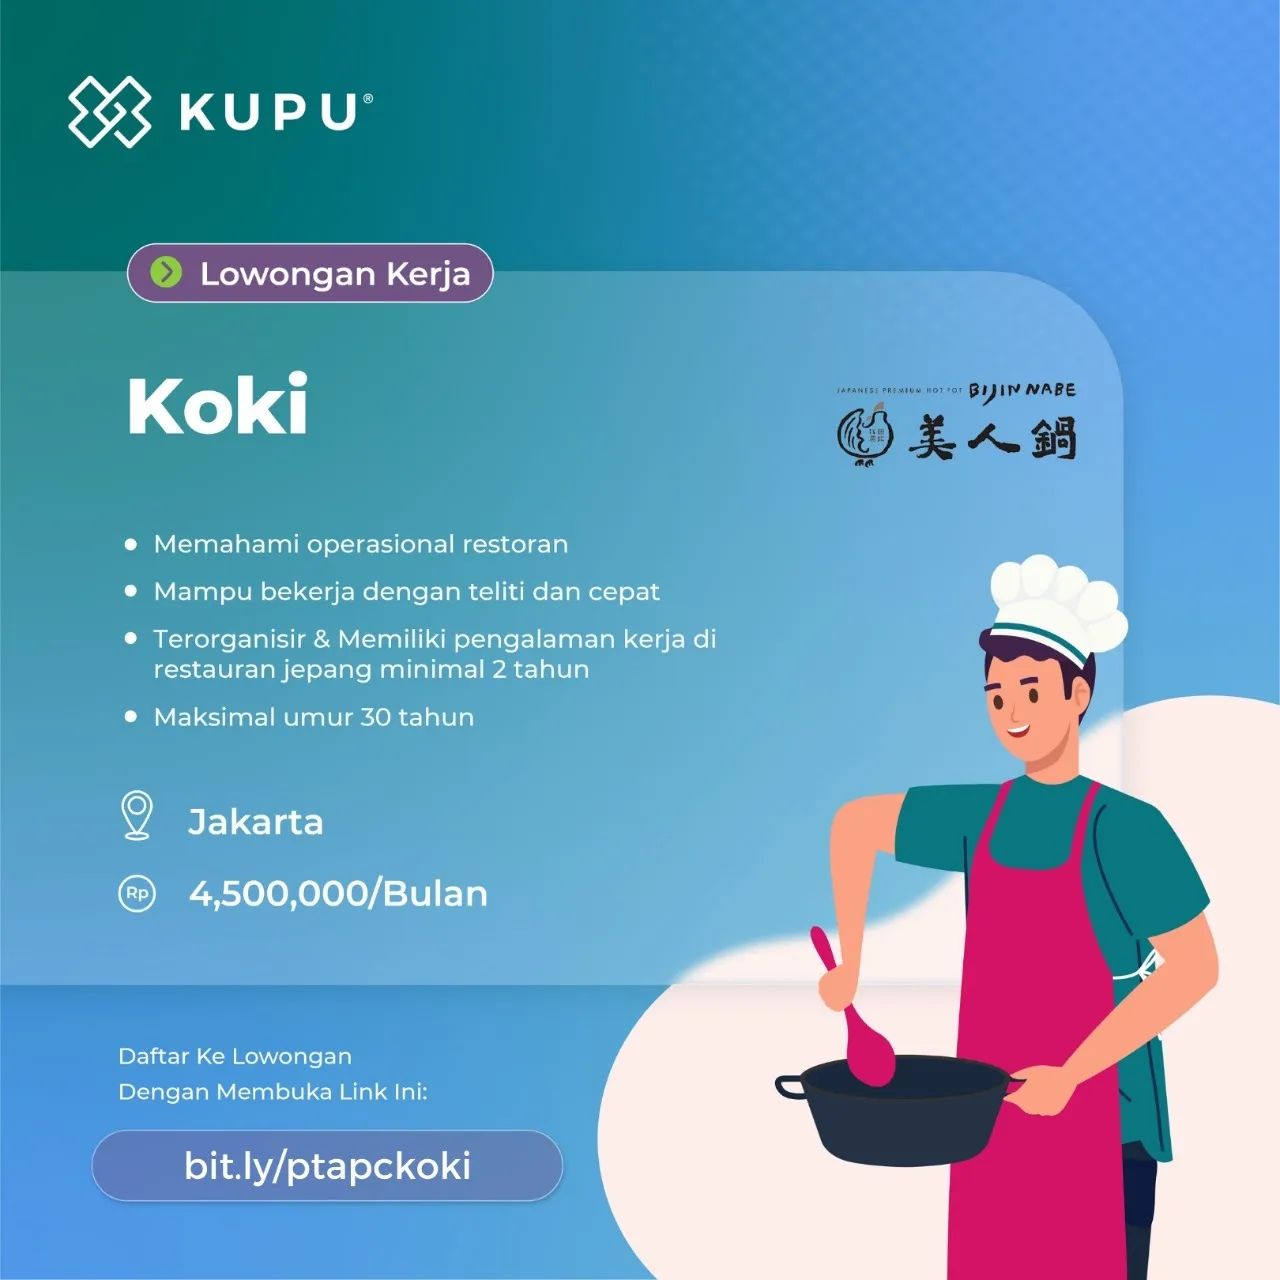 KUPU®
Lowongan Kerja
Koki
JAPANESE PREMIUM HOT POT BIJIN NABE
美人鍋
Memahami operasional restoran
Mampu bekerja dengan teliti dan cepat
Terorganisir & Memiliki pengalaman kerja di
restauran jepang minimal 2 tahun
Maksimal umur 30 tahun
Jakarta
Rp 4,500,000/Bulan
Daftar Ke Lowongan
Dengan Membuka Link Ini:
bit.ly/ptapckoki